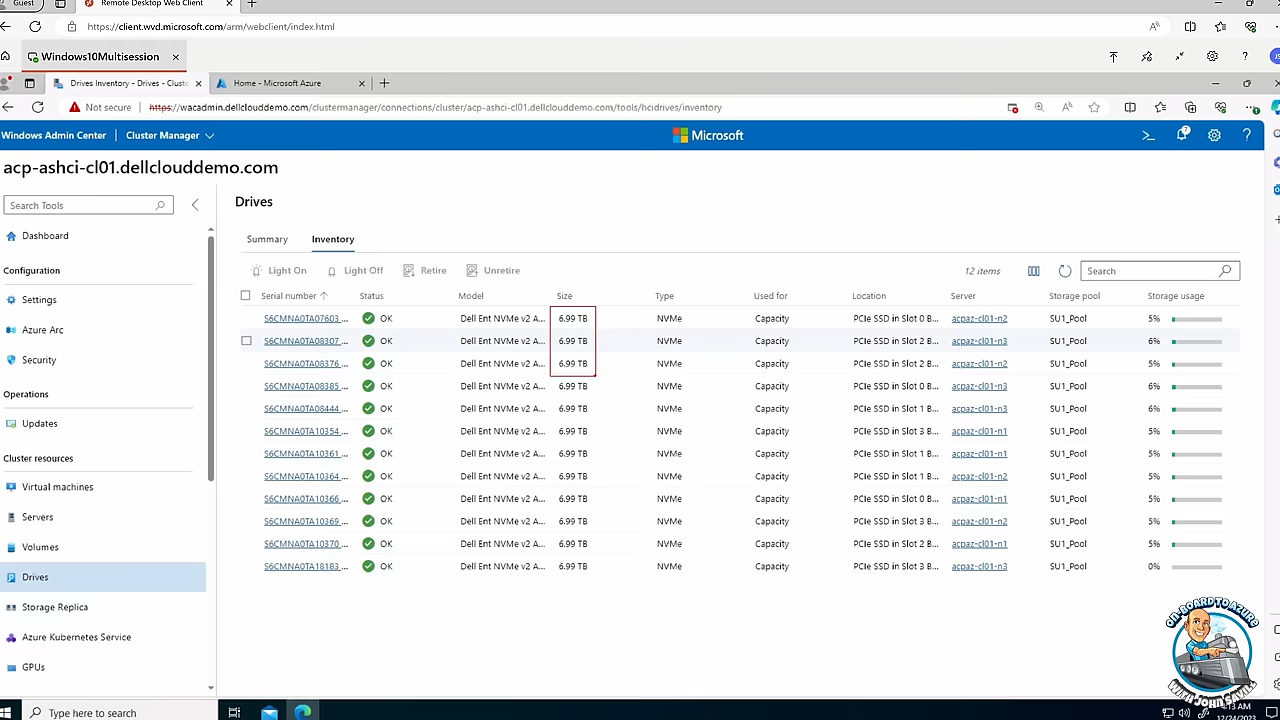 Guest
Remote Desktop Web Client
https://client.wvd.microsoft.com/arm/webclient/index.html
Windows10Multisession
Drives Inventory - Drives - Cluste
Home - Microsoft Azure
Not secure https://wacadmin.dellclouddemo.com/clustermanager/connections/cluster/acp-ashci-cl01.dellclouddemo.com/tools/hcidrives/inventory
Windows Admin Center Cluster Manager Microsoft
acp-ashci-cl01.dellclouddemo.com
Search Tools
Dashboard
Configuration
Settings
Azure Arc
Security
Operations
Updates
Cluster resources
Virtual machines
Servers
Volumes
Drives
Storage Replica
Azure Kubernetes Service
GPUs
Drives
Summary Inventory
Light On Light Off Retire Unretire 12 items Search
Serial number Status Model Size Type Used for Location Server Storage pool Storage usage
S6CMNA0TA07603 ... OK Dell Ent NVMe v2 A... 6.99 TB NVMe Capacity PCIe SSD in Slot 0 B... acpaz-cl01-n2 SU1_Pool 5%
S6CMNA0TA08307 ... OK Dell Ent NVMe v2 A... 6.99 TB NVMe Capacity PCIe SSD in Slot 2 B... acpaz-cl01-n3 SU1_Pool 6%
S6CMNA0TA08376 ... OK Dell Ent NVMe v2 A... 6.99 TB NVMe Capacity PCIe SSD in Slot 2 B... acpaz-cl01-n2 SU1_Pool 5%
S6CMNA0TA08385 ... OK Dell Ent NVMe v2 A... 6.99 TB NVMe Capacity PCIe SSD in Slot 0 B... acpaz-cl01-n3 SU1_Pool 6%
S6CMNA0TA08444 ... OK Dell Ent NVMe v2 A... 6.99 TB NVMe Capacity PCIe SSD in Slot 1 B... acpaz-cl01-n3 SU1_Pool 6%
S6CMNA0TA10354 ... OK Dell Ent NVMe v2 A... 6.99 TB NVMe Capacity PCIe SSD in Slot 2 B... acpaz-cl01-n1 SU1_Pool 5%
S6CMNA0TA10361 ... OK Dell Ent NVMe v2 A... 6.99 TB NVMe Capacity PCIe SSD in Slot 1 B... acpaz-cl01-n1 SU1_Pool 5%
S6CMNA0TA10364 ... OK Dell Ent NVMe v2 A... 6.99 TB NVMe Capacity PCIe SSD in Slot 1 B... acpaz-cl01-n2 SU1_Pool 5%
S6CMNA0TA10366 ... OK Dell Ent NVMe v2 A... 6.99 TB NVMe Capacity PCIe SSD in Slot 0 B... acpaz-cl01-n1 SU1_Pool 5%
S6CMNA0TA10369 ... OK Dell Ent NVMe v2 A... 6.99 TB NVMe Capacity PCIe SSD in Slot 3 B... acpaz-cl01-n2 SU1_Pool 5%
S6CMNA0TA10370 ... OK Dell Ent NVMe v2 A... 6.99 TB NVMe Capacity PCIe SSD in Slot 2 B... acpaz-cl01-n1 SU1_Pool 5%
S6CMNA0TA18183 ... OK Dell Ent NVMe v2 A... 6.99 TB NVMe Capacity PCIe SSD in Slot 3 B... acpaz-cl01-n3 SU1_Pool 0%
ON-BOARD TO AZURE
WITH JOHN SAVILL
Type here to search
4:13 AM
12/24/2023